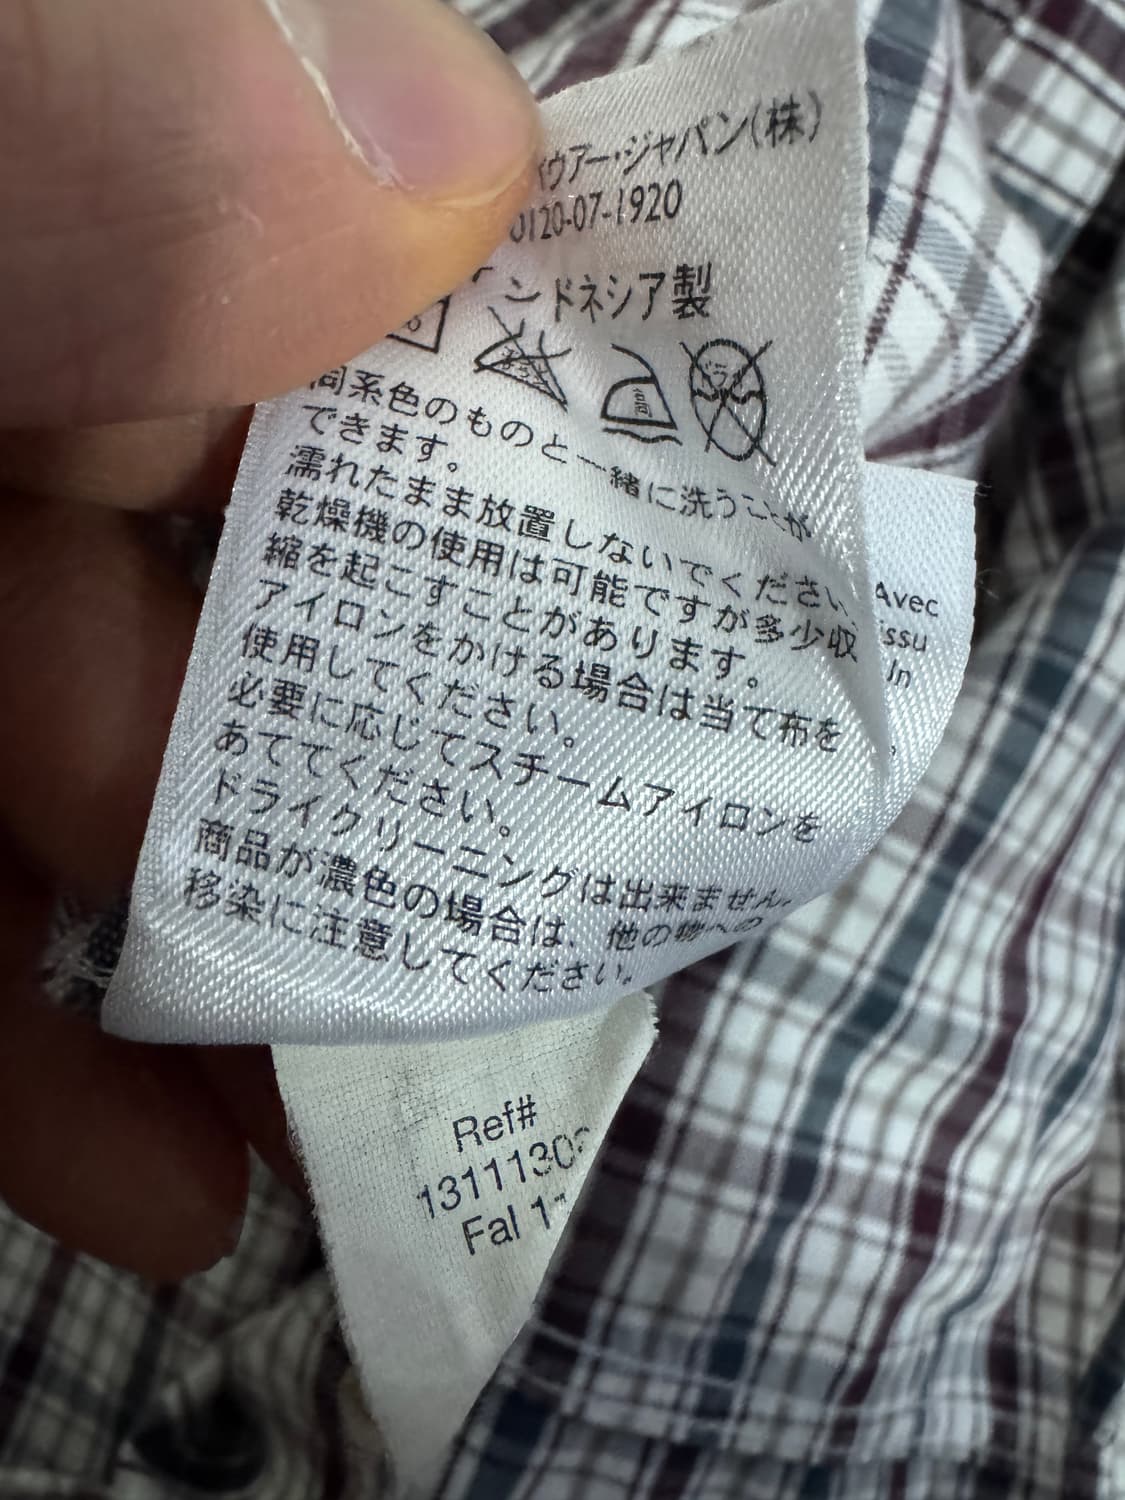 バウアー・ジャパン(株)
0120-07-1920
インドネシア製
高
同系色のものと一緒に洗うことが
できます。
濡れたまま放置しないでください
乾燥機の使用は可能ですが多少収
縮を起こすことがあります。
アイロンをかける場合は当て布を
使用してください。
必要に応じてスチームアイロンを
あててください。
ドライクリーニングは出来ません。
商品が濃色の場合は、他の物への
移染に注意してください。
Avec
Ref#
Fal